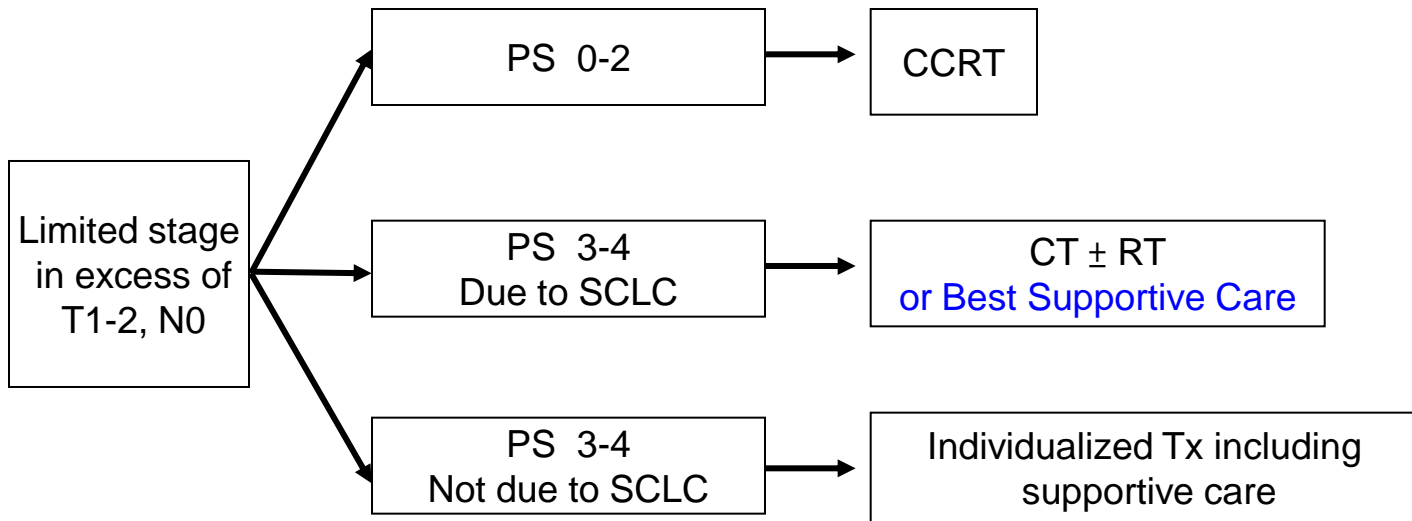 PS 0-2
CCRT
Limited stage
in excess of
T1-2, N0
PS 3-4
Due to SCLC
CT ± RT
or Best Supportive Care
PS 3-4
Not due to SCLC
Individualized Tx including
supportive care